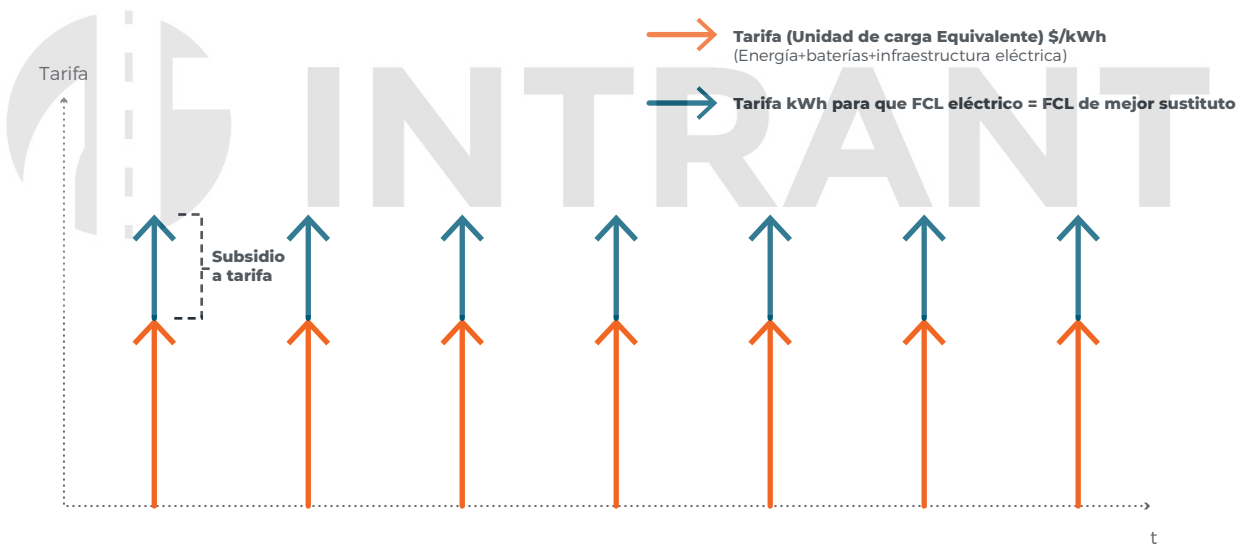 Tarifa (Unidad de carga Equivalente) $/kWh
(Energía+baterías+infraestructura eléctrica)
Tarifa
INTRANT
Tarifa kWh para que FCL eléctrico = FCL de mejor sustituto
Subsidio
a tarifa
t